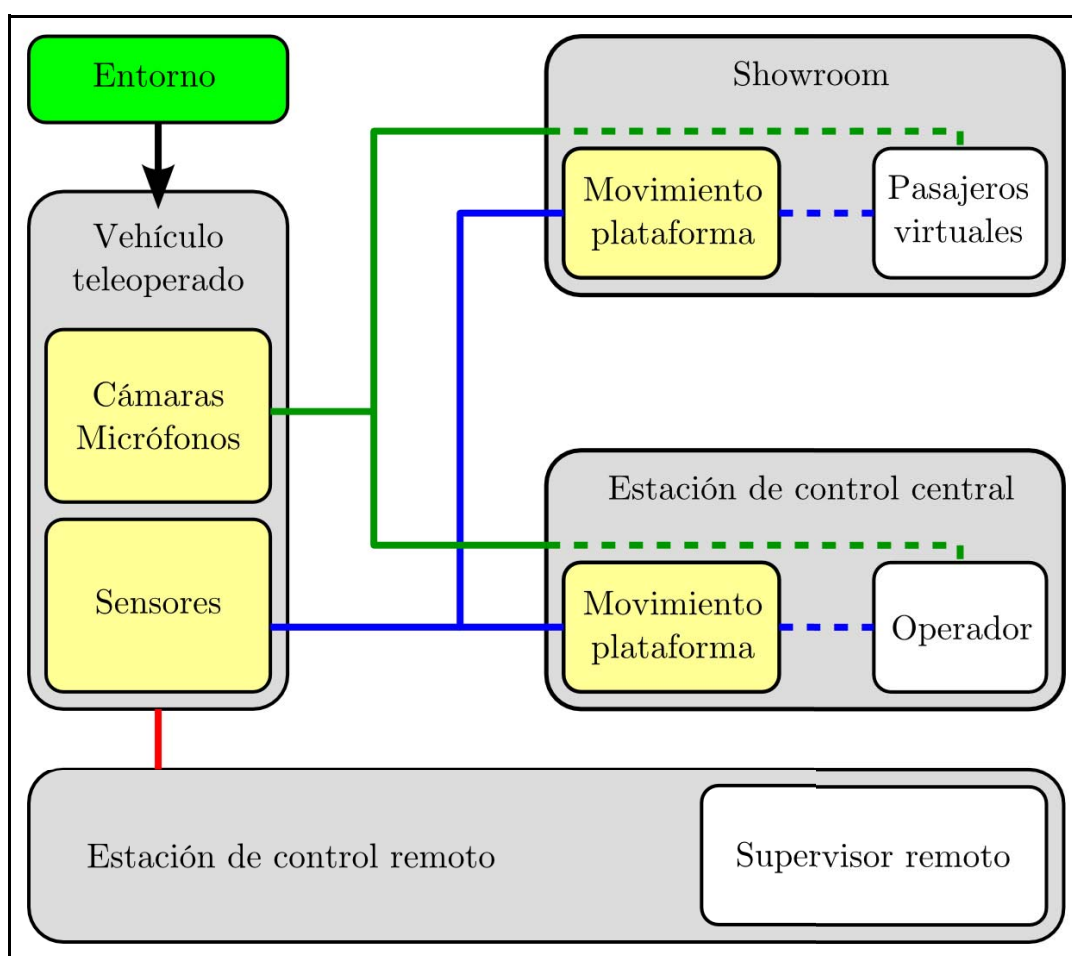 Entorno
Vehículo
teleoperado
Cámaras
Micrófonos
Sensores
Showroom
Movimiento
plataforma
Pasajeros
virtuales
Estación de control central
Movimiento
plataforma
Operador
Estación de control remoto
Supervisor remoto